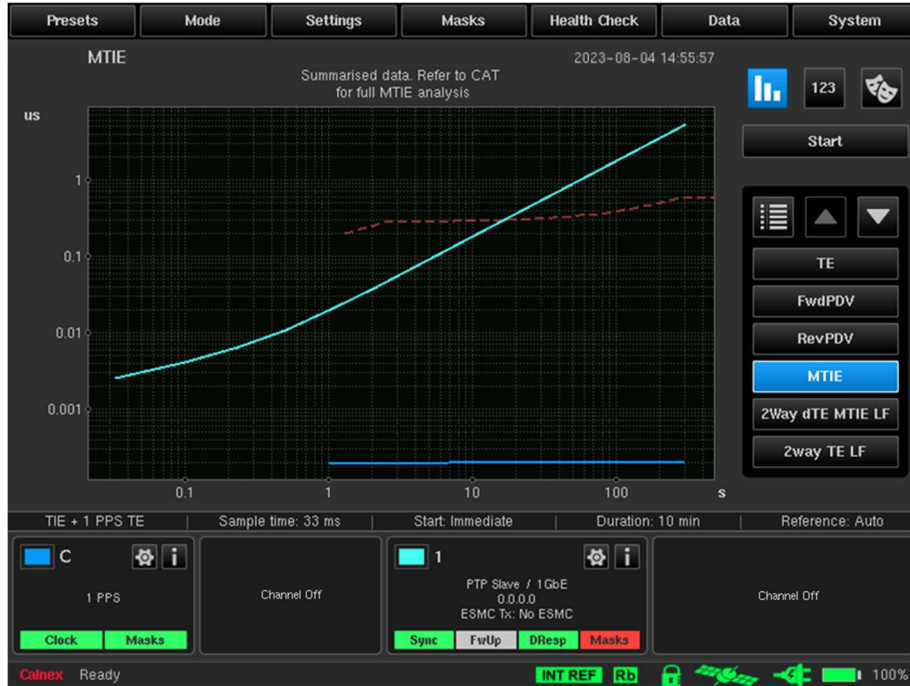 Presets Mode Settings Masks Health Check Data System
MTIE 2023-08-04 14:55:57
Summarised data. Refer to CAT
for full MTIE analysis
us
1
0.1
0.01
0.001
0.1 1 10 100 s
123
Start
TE
FwdPDV
RevPDV
MTIE
2Way dTE MTIE LF
2way TE LF
TIE + 1 PPS TE | Sample time: 33 ms | Start: Immediate | Duration: 10 min | Reference: Auto
C i
1 PPS
Clock Masks
Channel Off
1 i
PTP Slave / 1GbE
0.0.0.0
ESMC Tx: No ESMC
Sync FwUp DResp Masks
Channel Off
Calnex Ready INT REF Rb 100%